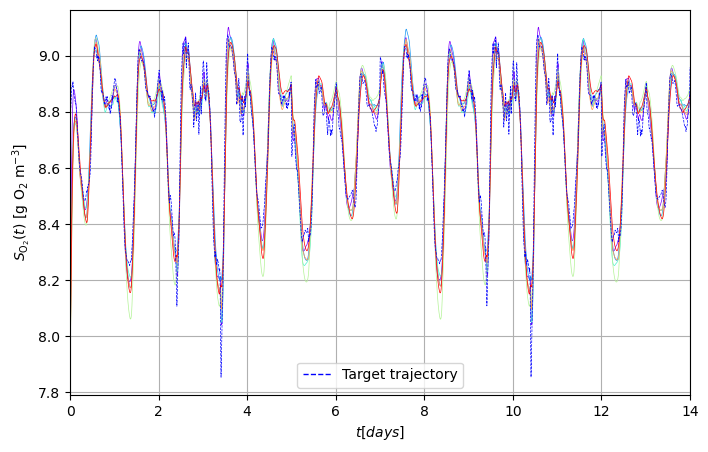 9.0
8.8
8.6
8.4
8.2
8.0
7.8
S_{O_2}(t) [g O_2 m^{-3}]
Target trajectory
0 2 4 6 8 10 12 14
t[days]